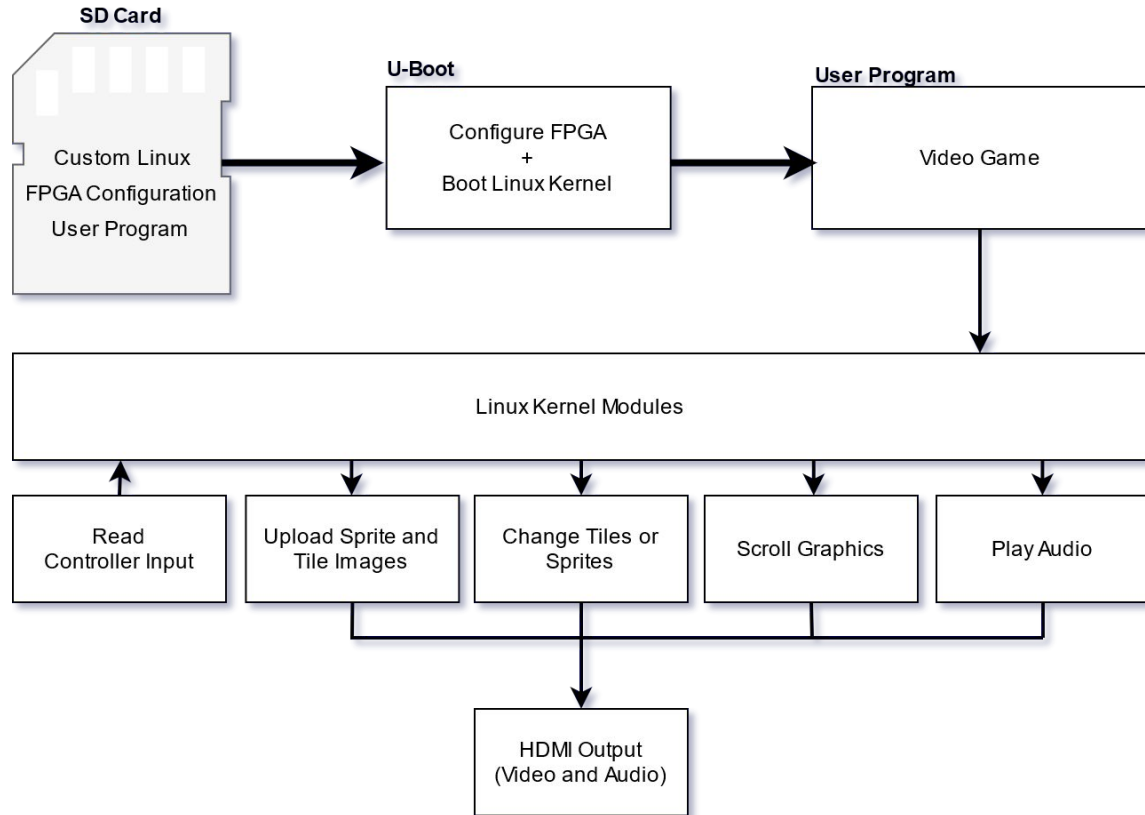 SD Card
Custom Linux
FPGA Configuration
User Program
U-Boot
Configure FPGA
+
Boot Linux Kernel
User Program
Video Game
Linux Kernel Modules
Read
Controller Input
Upload Sprite and
Tile Images
Change Tiles or
Sprites
Scroll Graphics
Play Audio
HDMI Output
(Video and Audio)